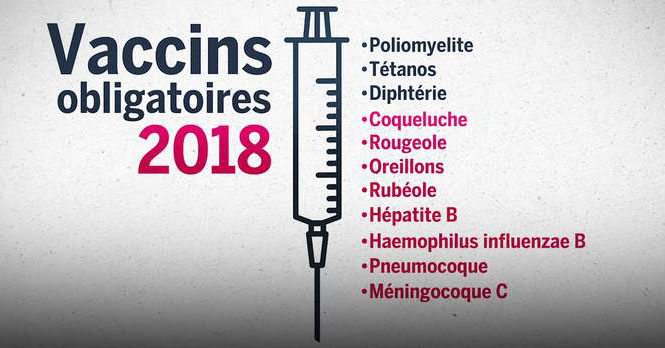 Vaccins
obligatoires
2018
•Poliomyelite
•Tétanos
•Diphtérie
•Coqueluche
•Rougeole
•Oreillons
•Rubéole
•Hépatite B
•Haemophilus influenzae B
•Pneumocoque
•Méningocoque C